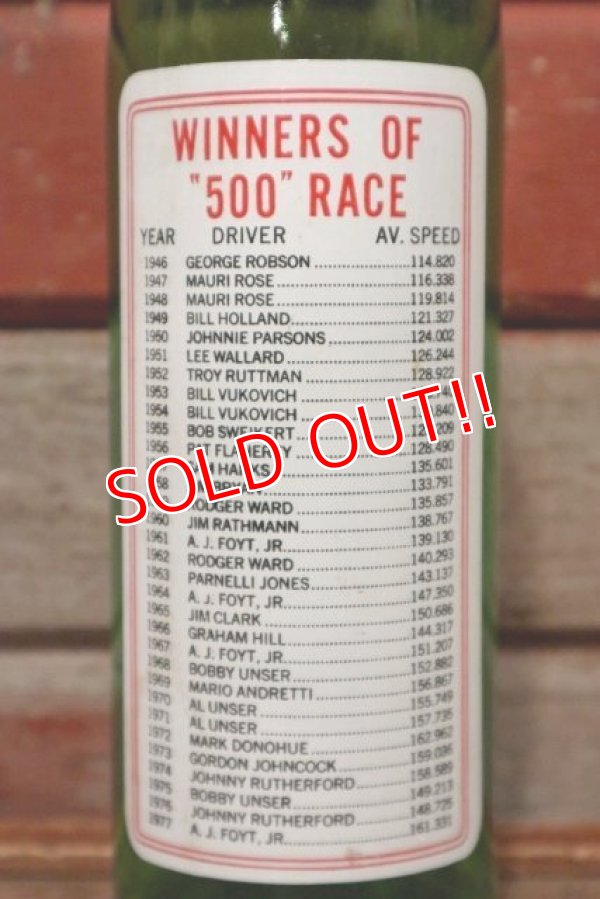 WINNERS OF
"500" RACE
YEAR DRIVER AV. SPEED
1946 GEORGE ROBSON 114.820
1947 MAURI ROSE 116.338
1948 MAURI ROSE 119.814
1949 BILL HOLLAND 121.327
1950 JOHNNIE PARSONS 124.002
1951 LEE WALLARD 126.244
1952 TROY RUTTMAN 128.922
1953 BILL VUKOVICH
1954 BILL VUKOVICH
1955 BOB SWEIKERT
1956 PAT FLAHERTY 128.490
HANKS 135.601
BRYAN 133.791
RODGER WARD 135.857
1960 JIM RATHMANN 138.767
1961 A. J. FOYT, JR. 139.130
1962 RODGER WARD 140.293
1963 PARNELLI JONES 143.137
1964 A. J. FOYT, JR. 147.350
1965 JIM CLARK 150.686
1966 GRAHAM HILL 144.317
1967 A. J. FOYT, JR. 151.207
1968 BOBBY UNSER 152.882
1969 MARIO ANDRETTI 156.867
1970 AL UNSER 155.749
1971 AL UNSER 157.735
1972 MARK DONOHUE 162.962
1973 GORDON JOHNCOCK 159.036
1974 JOHNNY RUTHERFORD 158.589
1975 BOBBY UNSER 149.213
1976 JOHNNY RUTHERFORD 148.725
1977 A. J. FOYT, JR. 161.331
SOLD OUT!!